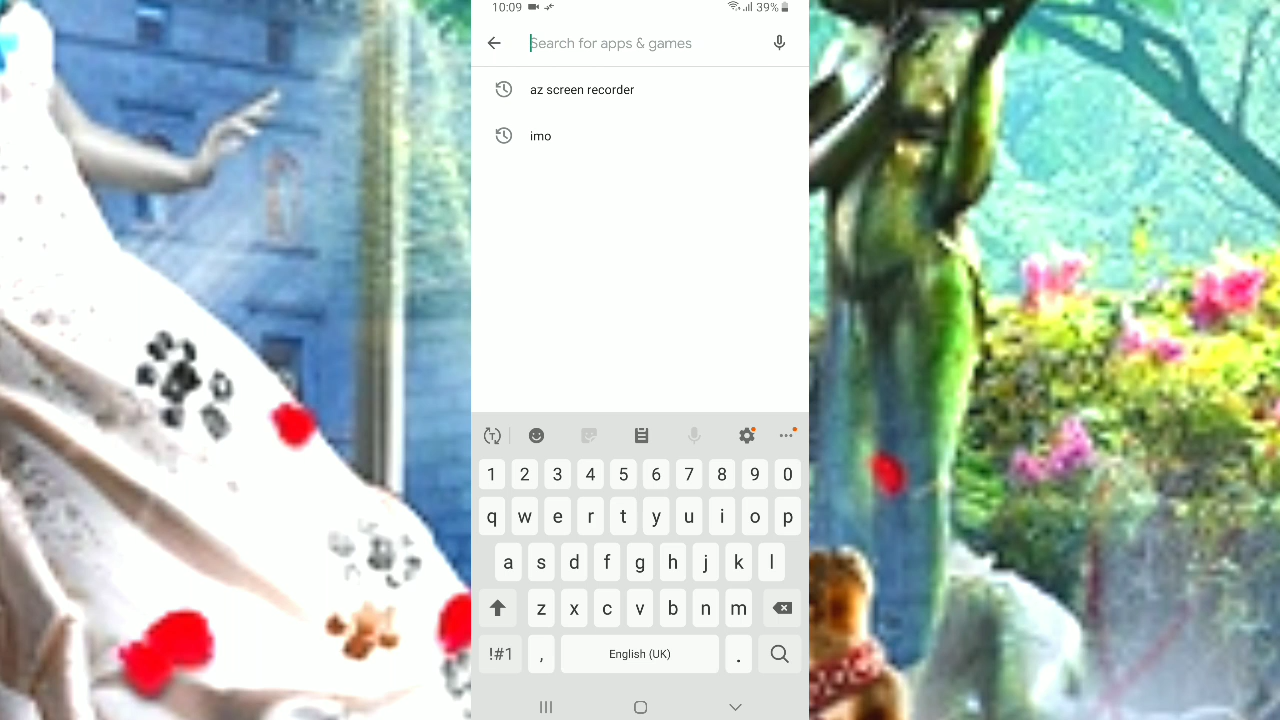 10:09 39%
Search for apps & games
az screen recorder
imo
1 2 3 4 5 6 7 8 9 0
q w e r t y u i o p
a s d f g h j k l
z x c v b n m
!#1 , English (UK) .